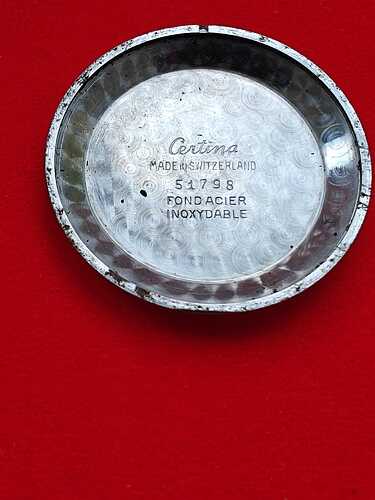 Certina
MADE IN SWITZERLAND
51798
FOND ACIER
INOXYDABLE